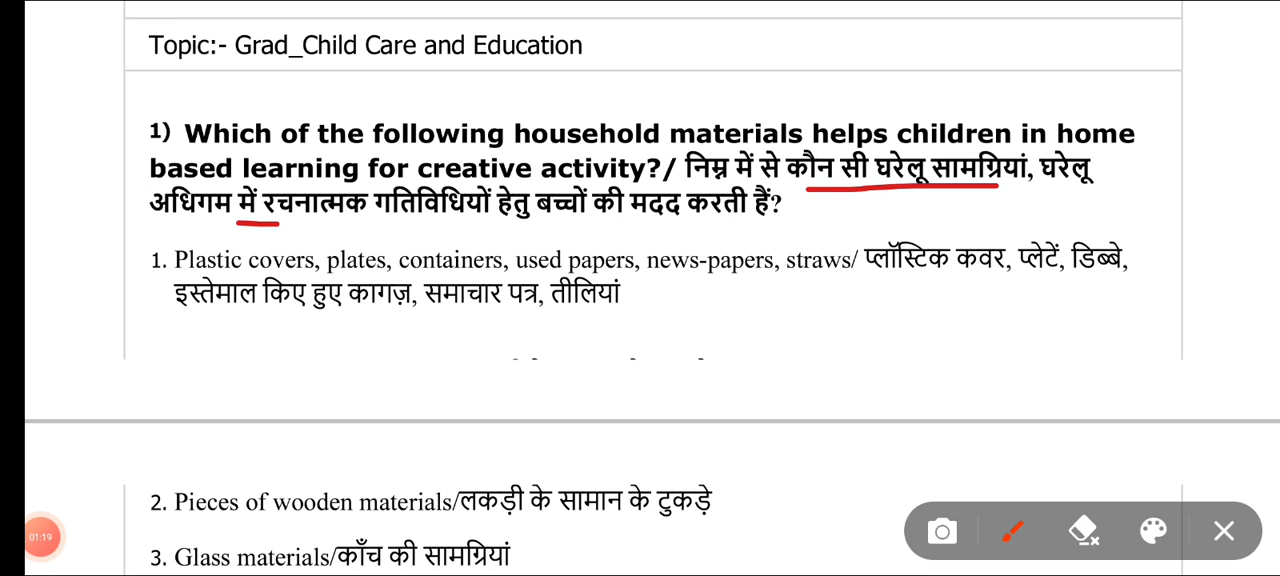 Topic:- Grad_Child Care and Education
1) Which of the following household materials helps children in home
based learning for creative activity?/ निम्न में से कौन सी घरेलू सामग्रियां, घरेलू
अधिगम में रचनात्मक गतिविधियों हेतु बच्चों की मदद करती हैं?
1. Plastic covers, plates, containers, used papers, news-papers, straws/ प्लॉस्टिक कवर, प्लेटें, डिब्बे,
इस्तेमाल किए हुए कागज़, समाचार पत्र, तीलियां
2. Pieces of wooden materials/लकड़ी के सामान के टुकड़े
3. Glass materials/काँच की सामग्रियां
01:19